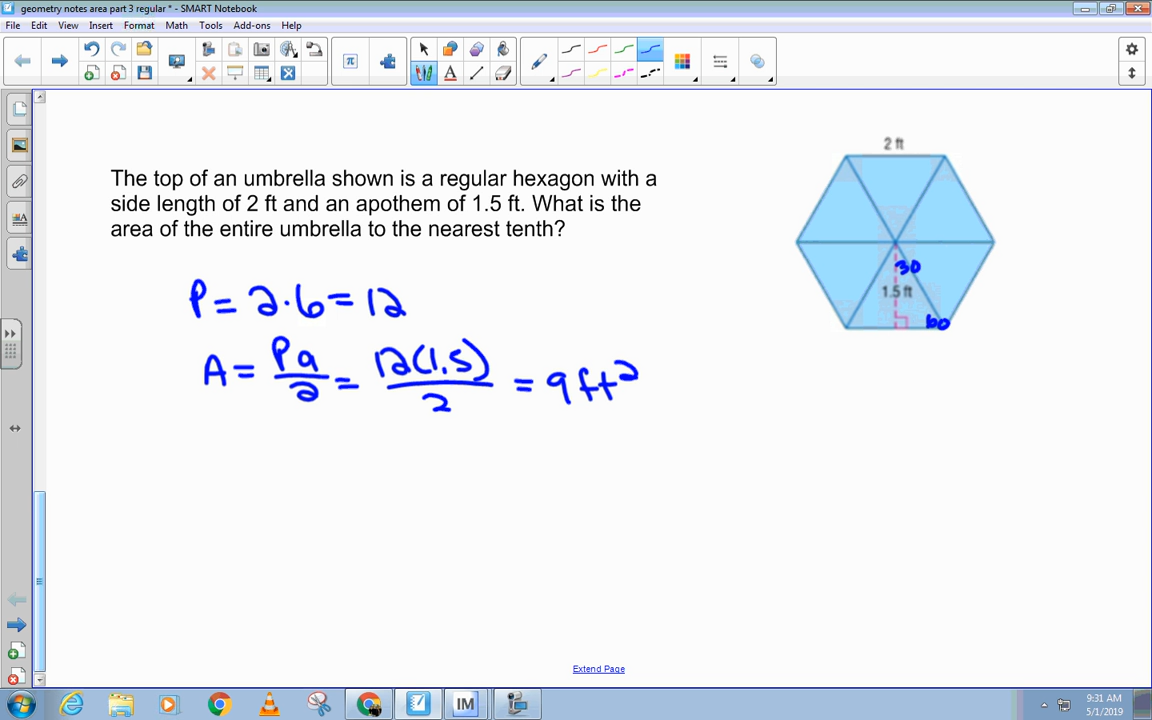 geometry notes area part 3 regular * - SMART Notebook
File Edit View Insert Format Math Tools Add-ons Help
2 ft
The top of an umbrella shown is a regular hexagon with a
side length of 2 ft and an apothem of 1.5 ft. What is the
area of the entire umbrella to the nearest tenth?
30
1.5 ft
60
P = 2 · 6 = 12
A = Pa/2 = 12(1.5)/2 = 9 ft²
Extend Page
IM
9:31 AM
5/1/2019